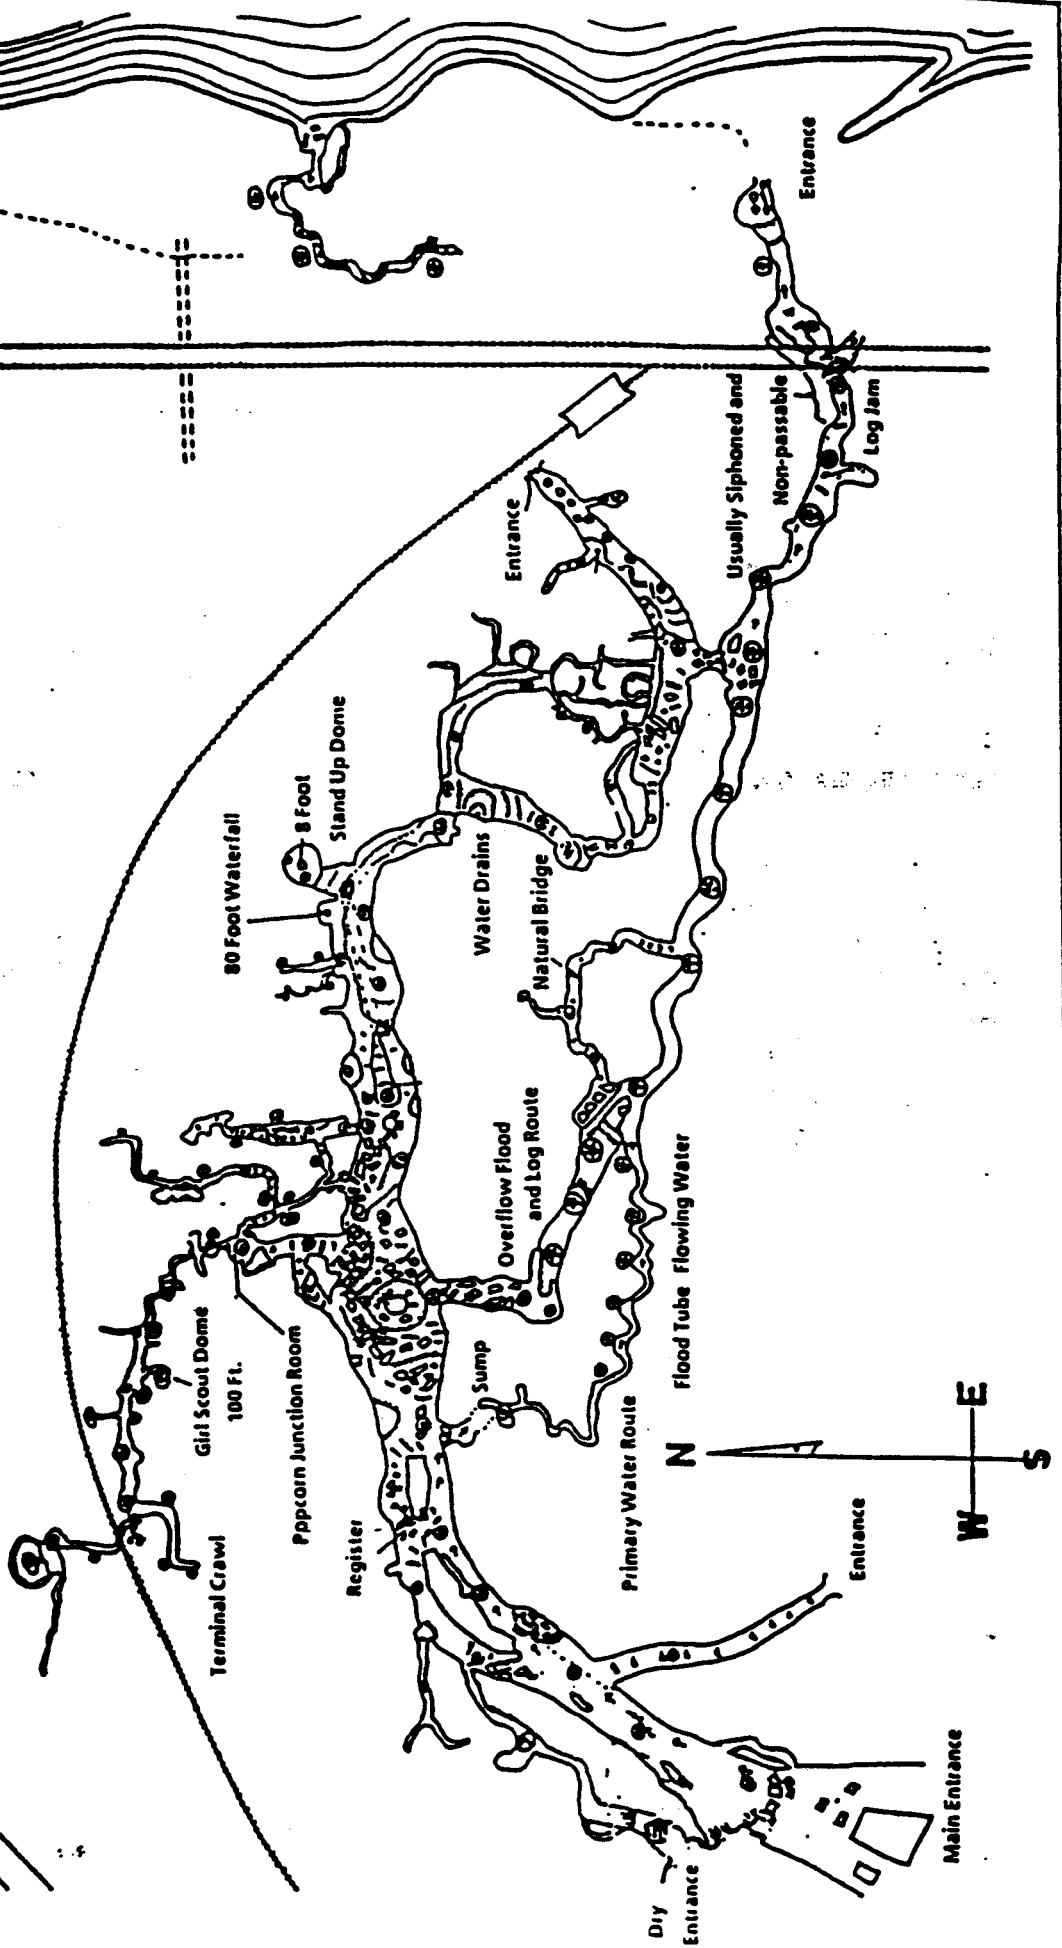 Entrance
Usually Siphoned and
Non-passable
Log Jam
Entrance
8 Foot
Stand Up Dome
80 Foot Waterfall
Water Drains
Natural Bridge
Overflow Flood
and Log Route
Flood Tube Flowing Water
Girl Scout Dome
100 Ft.
Pppcorn Junction Room
Sump
Primary Water Route
Register
Terminal Crawl
N
W
E
S
Entrance
Main Entrance
Dry
Entrance